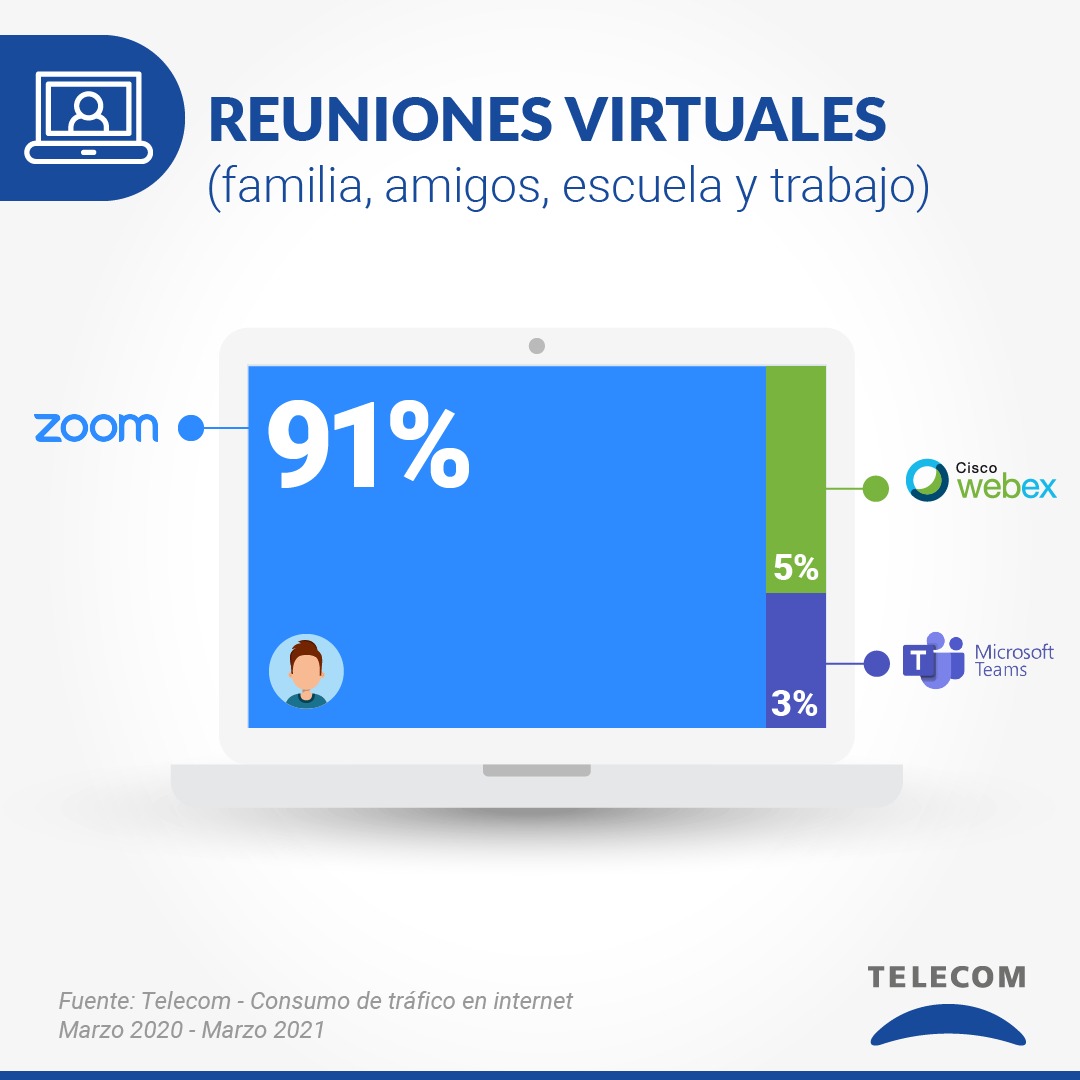 REUNIONES VIRTUALES
(familia, amigos, escuela y trabajo)
zoom
91%
Cisco
webex
5%
T
Microsoft
Teams
3%
TELECOM
Fuente: Telecom - Consumo de tráfico en internet
Marzo 2020 - Marzo 2021